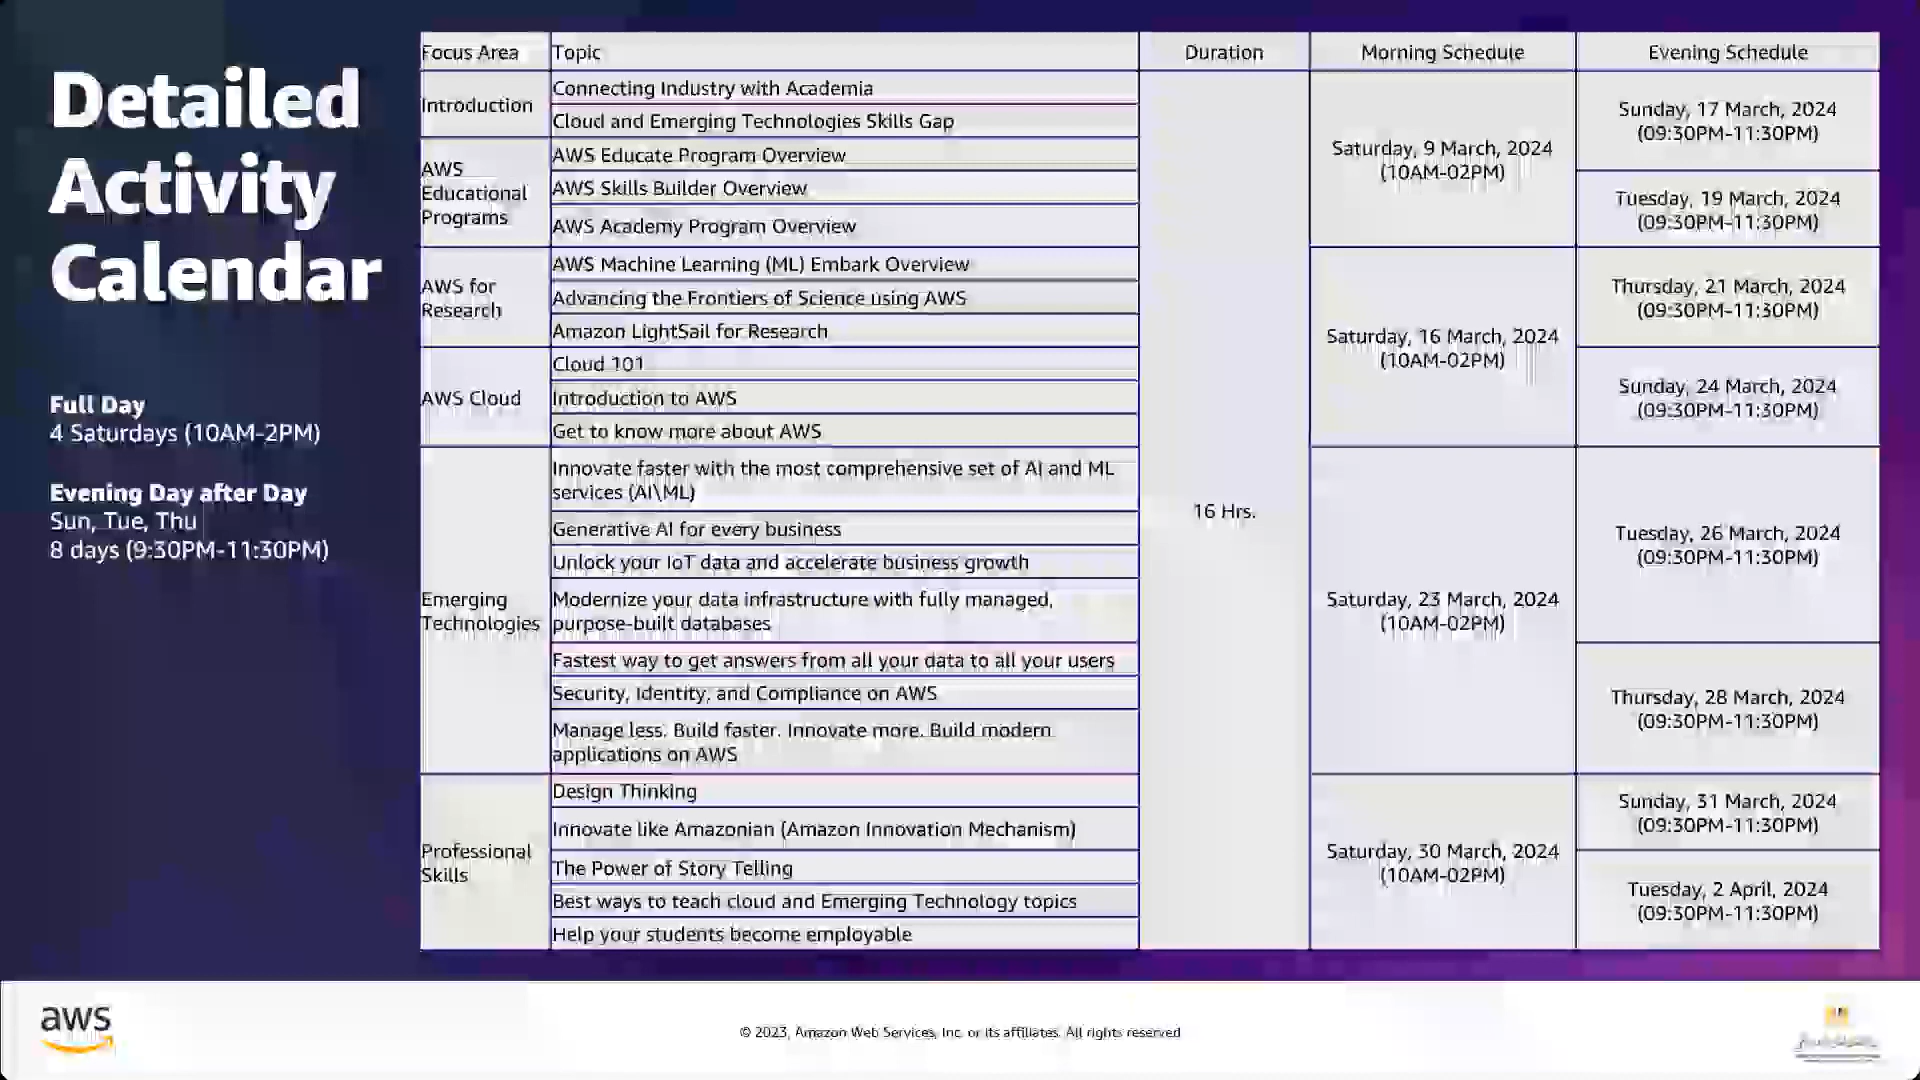 Detailed
Activity
Calendar
Full Day
4 Saturdays (10AM-2PM)
Evening Day after Day
Sun, Tue, Thu
8 days (9:30PM-11:30PM)
Focus Area
Topic
Duration
Morning Schedule
Evening Schedule
Introduction
Connecting Industry with Academia
Cloud and Emerging Technologies Skills Gap
AWS
Educational
Programs
AWS Educate Program Overview
AWS Skills Builder Overview
AWS Academy Program Overview
AWS for
Research
AWS Machine Learning (ML) Embark Overview
Advancing the Frontiers of Science using AWS
Amazon LightSail for Research
AWS Cloud
Cloud 101
Introduction to AWS
Get to know more about AWS
Emerging
Technologies
Innovate faster with the most comprehensive set of AI and ML
services (AI\ML)
Generative AI for every business
Unlock your IoT data and accelerate business growth
Modernize your data infrastructure with fully managed,
purpose-built databases
Fastest way to get answers from all your data to all your users
Security, Identity, and Compliance on AWS
Manage less. Build faster. Innovate more. Build modern
applications on AWS
Professional
Skills
Design Thinking
Innovate like Amazonian (Amazon Innovation Mechanism)
The Power of Story Telling
Best ways to teach cloud and Emerging Technology topics
Help your students become employable
16 Hrs.
Saturday, 9 March, 2024
(10AM-02PM)
Saturday, 16 March, 2024
(10AM-02PM)
Saturday, 23 March, 2024
(10AM-02PM)
Saturday, 30 March, 2024
(10AM-02PM)
Sunday, 17 March, 2024
(09:30PM-11:30PM)
Tuesday, 19 March, 2024
(09:30PM-11:30PM)
Thursday, 21 March, 2024
(09:30PM-11:30PM)
Sunday, 24 March, 2024
(09:30PM-11:30PM)
Tuesday, 26 March, 2024
(09:30PM-11:30PM)
Thursday, 28 March, 2024
(09:30PM-11:30PM)
Sunday, 31 March, 2024
(09:30PM-11:30PM)
Tuesday, 2 April, 2024
(09:30PM-11:30PM)
aws
© 2023, Amazon Web Services, Inc. or its affiliates. All rights reserved